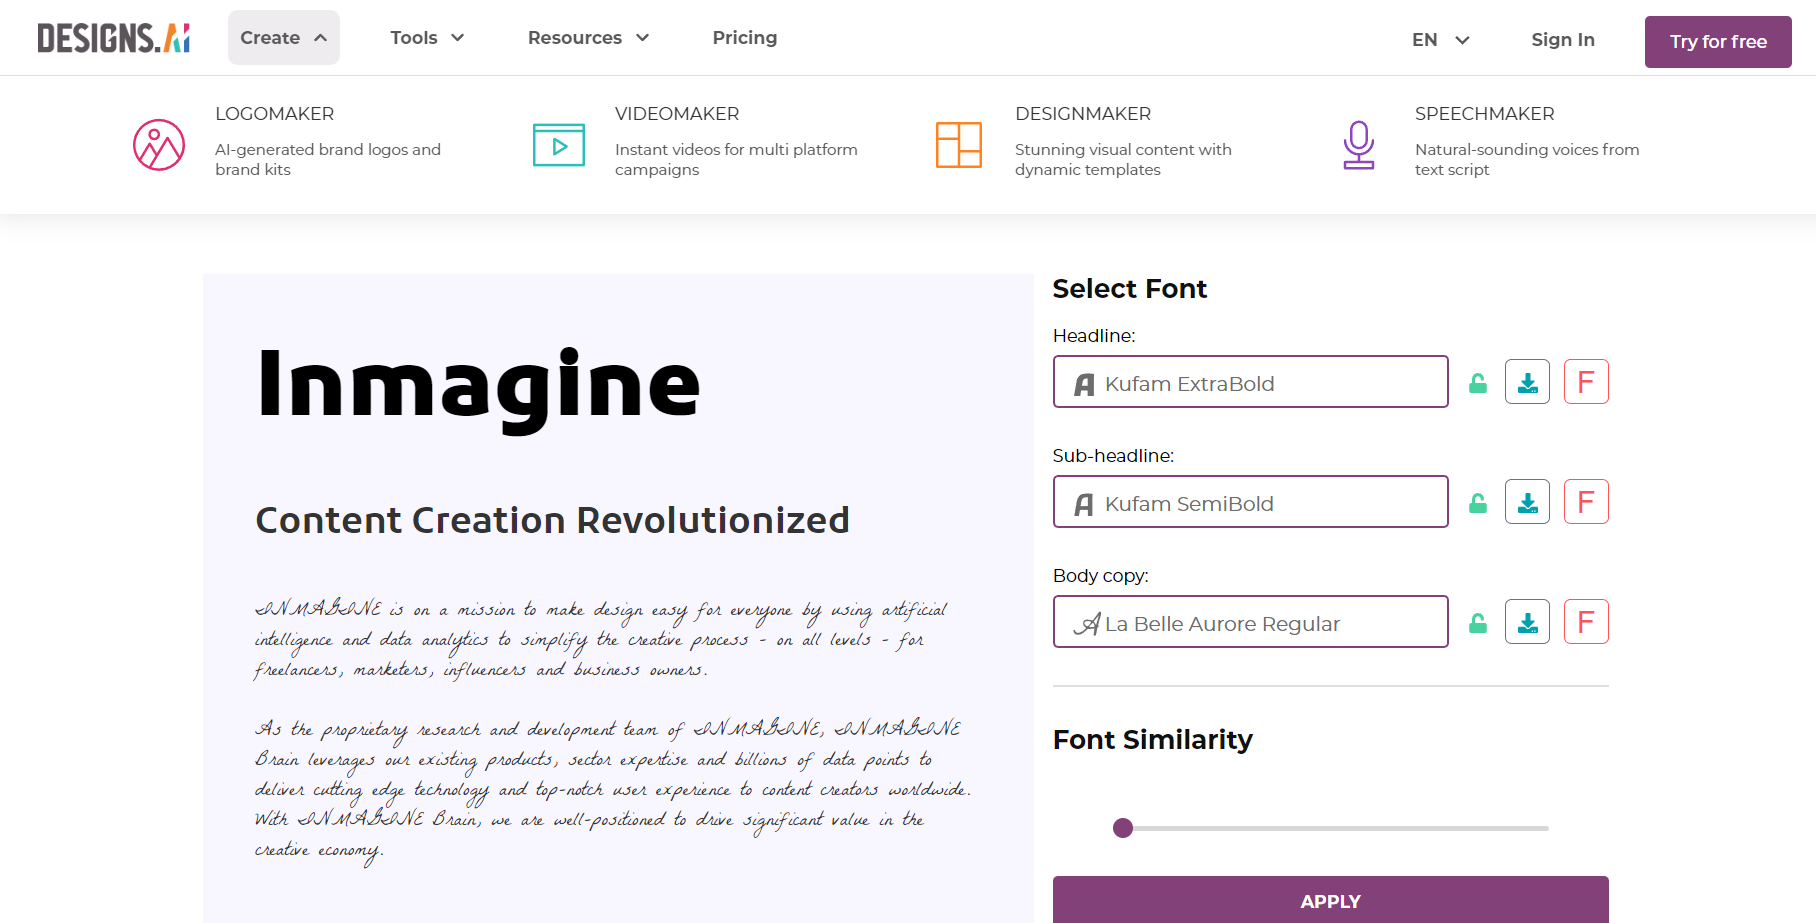 DESIGNS.AI
Create
Tools
Resources
Pricing
EN
Sign In
Try for free
LOGOMAKER
AI-generated brand logos and
brand kits
VIDEOMAKER
Instant videos for multi platform
campaigns
DESIGNMAKER
Stunning visual content with
dynamic templates
SPEECHMAKER
Natural-sounding voices from
text script
Inmagine
Content Creation Revolutionized
INMAGINE is on a mission to make design easy for everyone by using artificial
intelligence and data analytics to simplify the creative process - on all levels - for
freelancers, marketers, influencers and business owners.
As the proprietary research and development team of INMAGINE, INMAGINE
Brain leverages our existing products, sector expertise and billions of data points to
deliver cutting edge technology and top-notch user experience to content creators worldwide.
With INMAGINE Brain, we are well-positioned to drive significant value in the
creative economy.
Select Font
Headline:
A Kufam ExtraBold
F
Sub-headline:
A Kufam SemiBold
F
Body copy:
A La Belle Aurore Regular
F
Font Similarity
APPLY